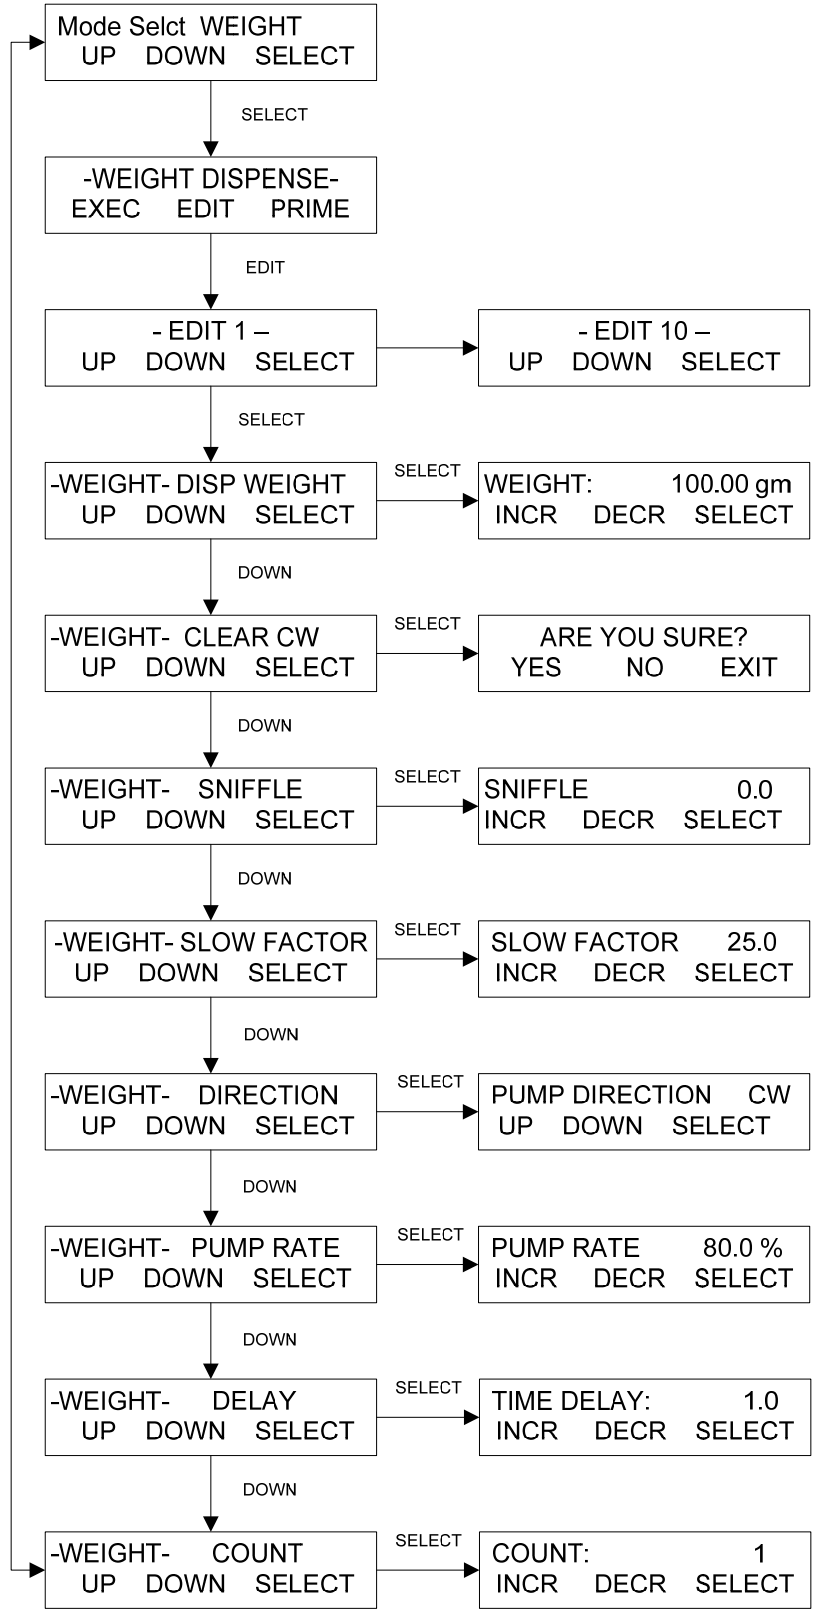 Mode Selct WEIGHT
UP DOWN SELECT
SELECT
-WEIGHT DISPENSE-
EXEC EDIT PRIME
EDIT
- EDIT 1 –
UP DOWN SELECT
- EDIT 10 –
UP DOWN SELECT
SELECT
-WEIGHT- DISP WEIGHT
UP DOWN SELECT
SELECT
WEIGHT: 100.00 gm
INCR DECR SELECT
DOWN
-WEIGHT- CLEAR CW
UP DOWN SELECT
SELECT
ARE YOU SURE?
YES NO EXIT
DOWN
-WEIGHT- SNIFFLE
UP DOWN SELECT
SELECT
SNIFFLE 0.0
INCR DECR SELECT
DOWN
-WEIGHT- SLOW FACTOR
UP DOWN SELECT
SELECT
SLOW FACTOR 25.0
INCR DECR SELECT
DOWN
-WEIGHT- DIRECTION
UP DOWN SELECT
SELECT
PUMP DIRECTION CW
UP DOWN SELECT
DOWN
-WEIGHT- PUMP RATE
UP DOWN SELECT
SELECT
PUMP RATE 80.0 %
INCR DECR SELECT
DOWN
-WEIGHT- DELAY
UP DOWN SELECT
SELECT
TIME DELAY: 1.0
INCR DECR SELECT
DOWN
-WEIGHT- COUNT
UP DOWN SELECT
SELECT
COUNT: 1
INCR DECR SELECT